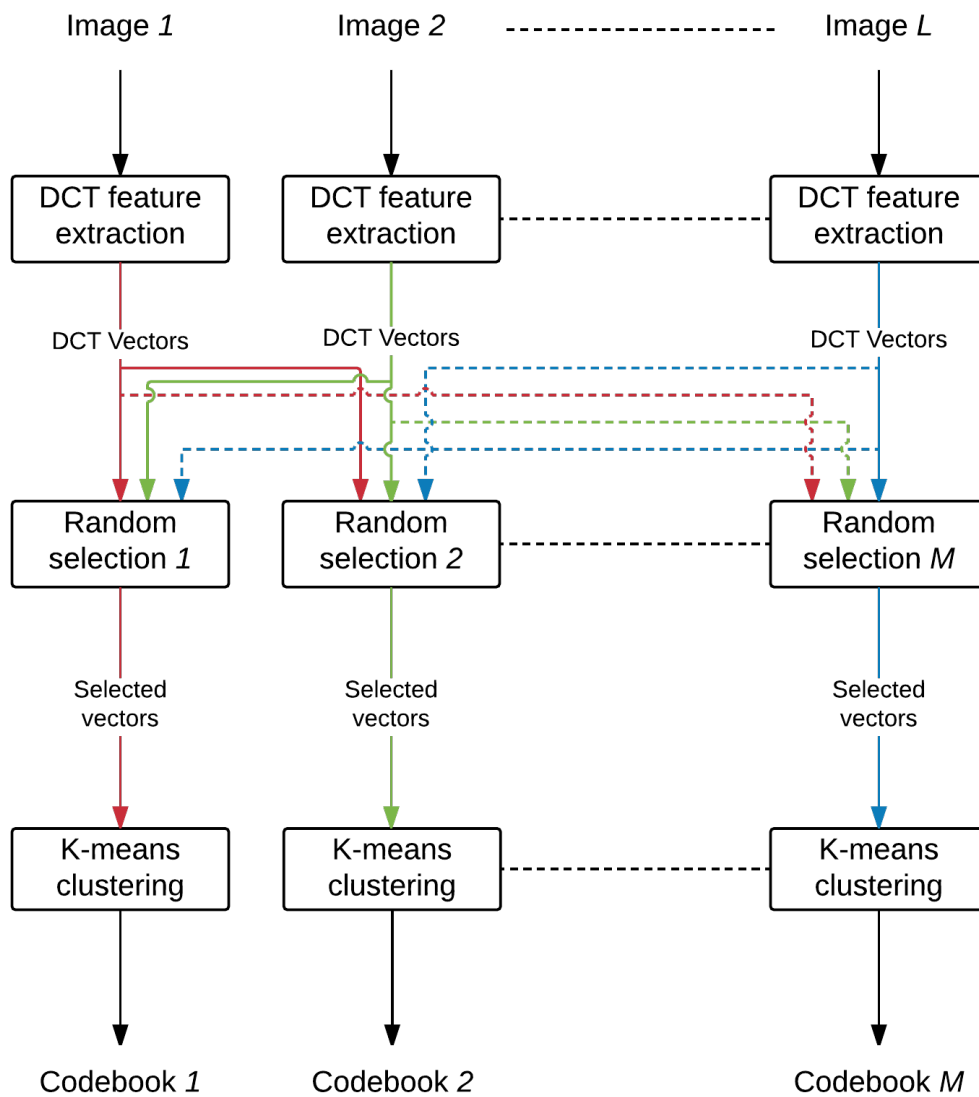 Image 1
Image 2
Image L
DCT feature
extraction
DCT feature
extraction
DCT feature
extraction
DCT Vectors
DCT Vectors
DCT Vectors
Random
selection 1
Random
selection 2
Random
selection M
Selected
vectors
Selected
vectors
Selected
vectors
K-means
clustering
K-means
clustering
K-means
clustering
Codebook 1
Codebook 2
Codebook M